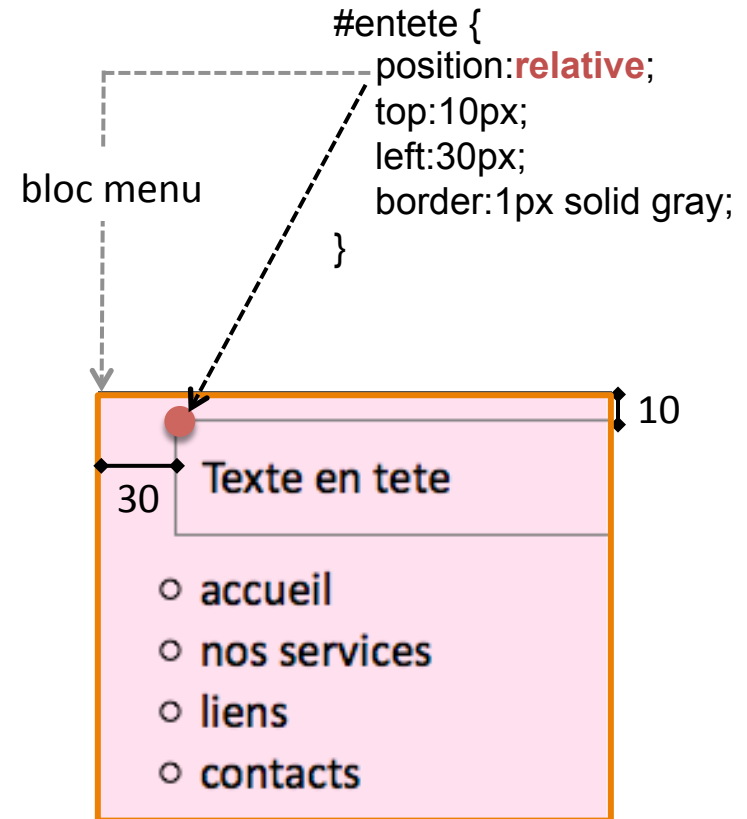 #entete {
position:relative;
top:10px;
left:30px;
bloc menu
border:1px solid gray;
}
10
Texte en tete
30
accueil
nos services
liens
contacts